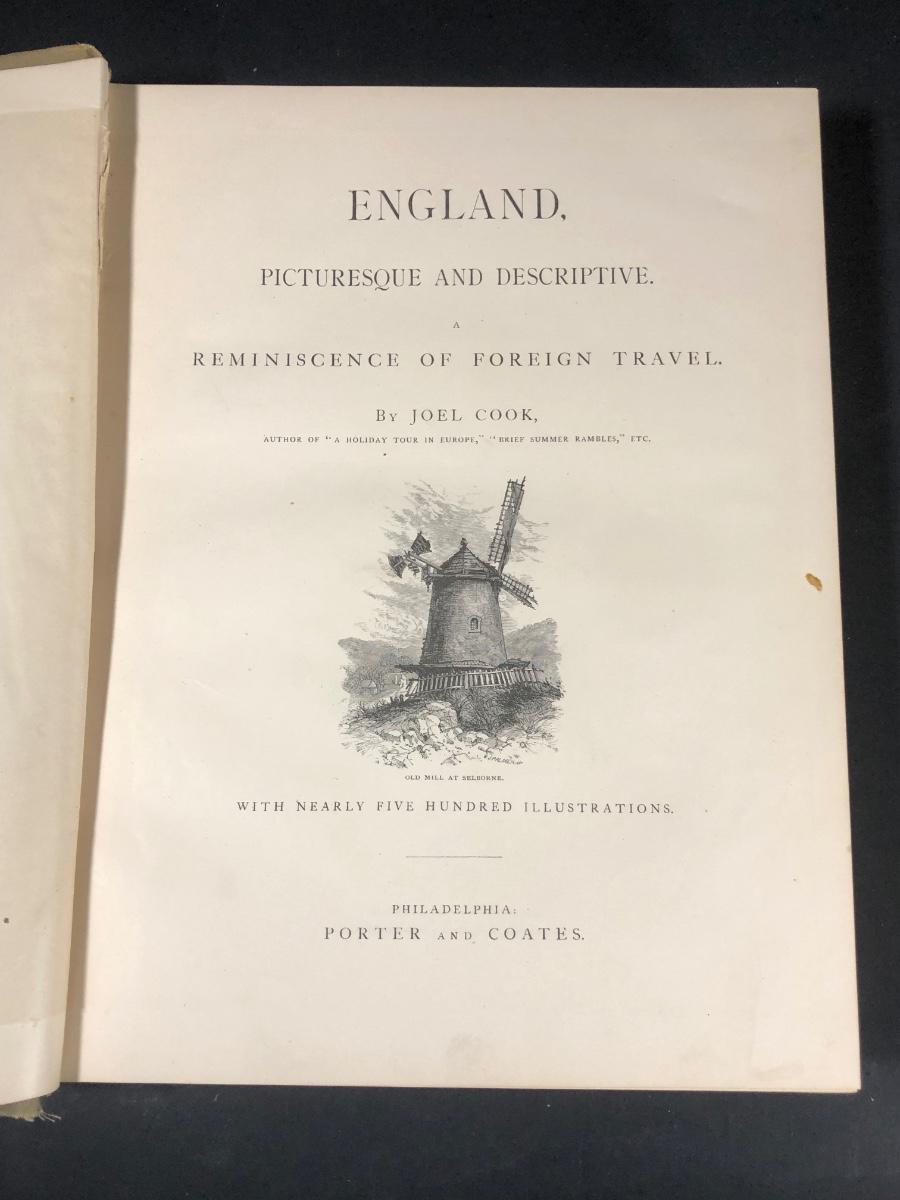 ENGLAND,
PICTURESQUE AND DESCRIPTIVE.
A
REMINISCENCE OF FOREIGN TRAVEL.
BY JOEL COOK,
AUTHOR OF "A HOLIDAY TOUR IN EUROPE," "BRIEF SUMMER RAMBLES," ETC.
OLD MILL AT SELBORNE.
WITH NEARLY FIVE HUNDRED ILLUSTRATIONS.
PHILADELPHIA:
PORTER AND COATES.